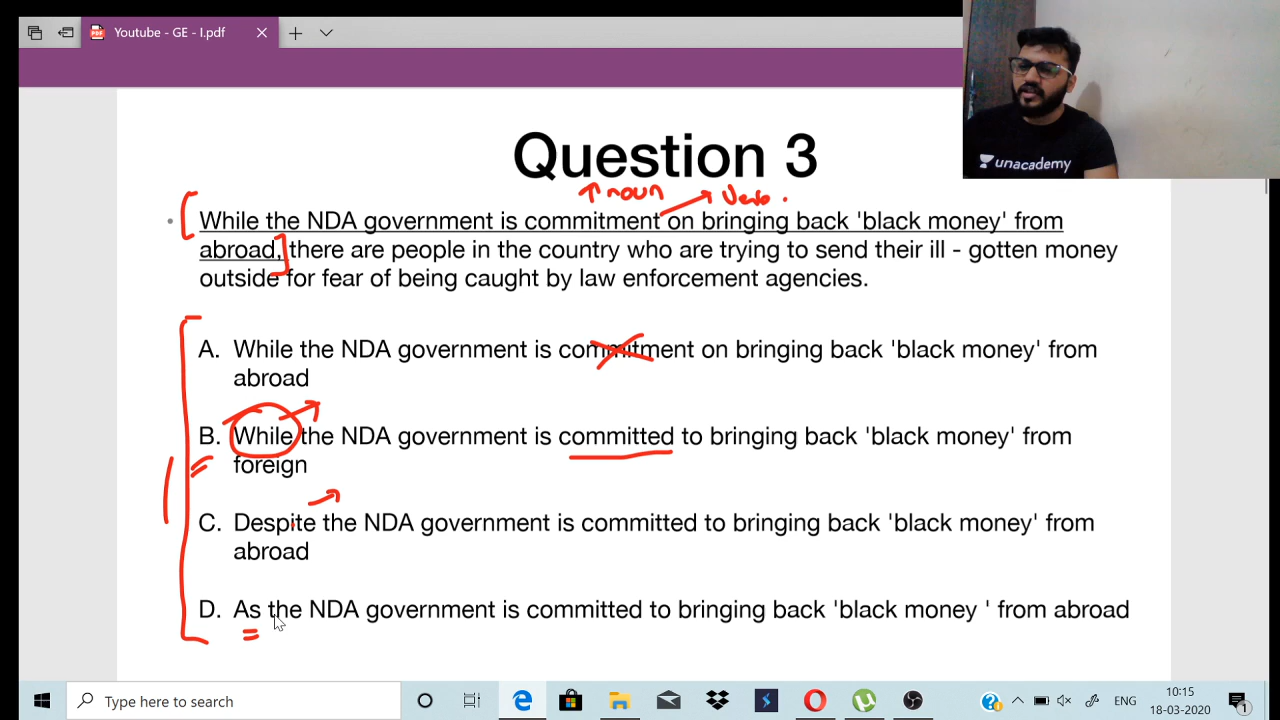 Youtube - GE - I.pdf
unacademy
Question 3
noun
Verb
• While the NDA government is commitment on bringing back 'black money' from
abroad, there are people in the country who are trying to send their ill - gotten money
outside for fear of being caught by law enforcement agencies.
A. While the NDA government is commitment on bringing back 'black money' from
abroad
B. While the NDA government is committed to bringing back 'black money' from
foreign
C. Despite the NDA government is committed to bringing back 'black money' from
abroad
D. As the NDA government is committed to bringing back 'black money ' from abroad
Type here to search
ENG
10:15
18-03-2020
1